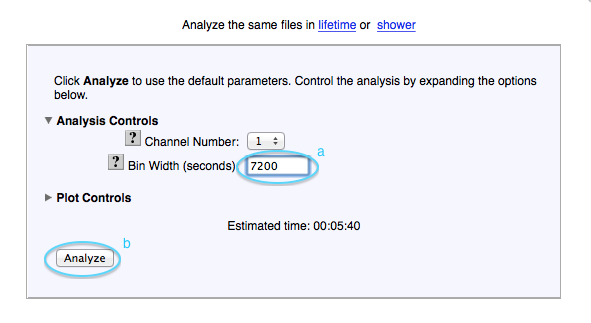 Analyze the same files in lifetime or shower
Click Analyze to use the default parameters. Control the analysis by expanding the options
below.
▼ Analysis Controls
? Channel Number: 1
a
? Bin Width (seconds) 7200
▶ Plot Controls
Estimated time: 00:05:40
b
Analyze